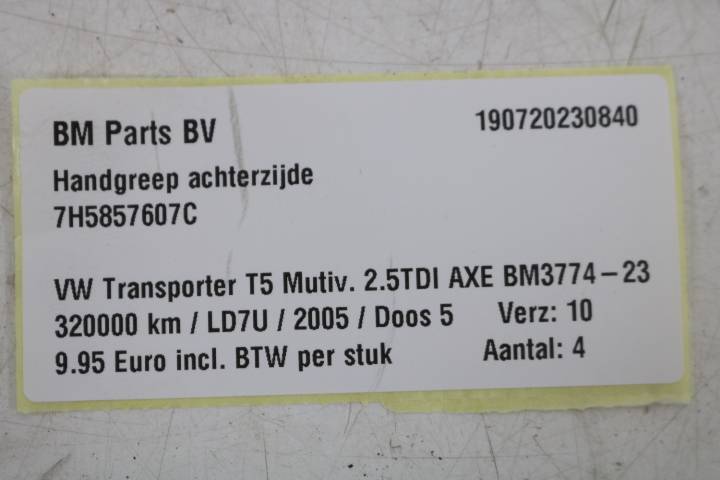 BM Parts BV 190720230840
Handgreep achterzijde
7H5857607C
VW Transporter T5 Mutiv. 2.5TDI AXE BM3774-23
320000 km / LD7U / 2005 / Doos 5 Verz: 10
9.95 Euro incl. BTW per stuk Aantal: 4